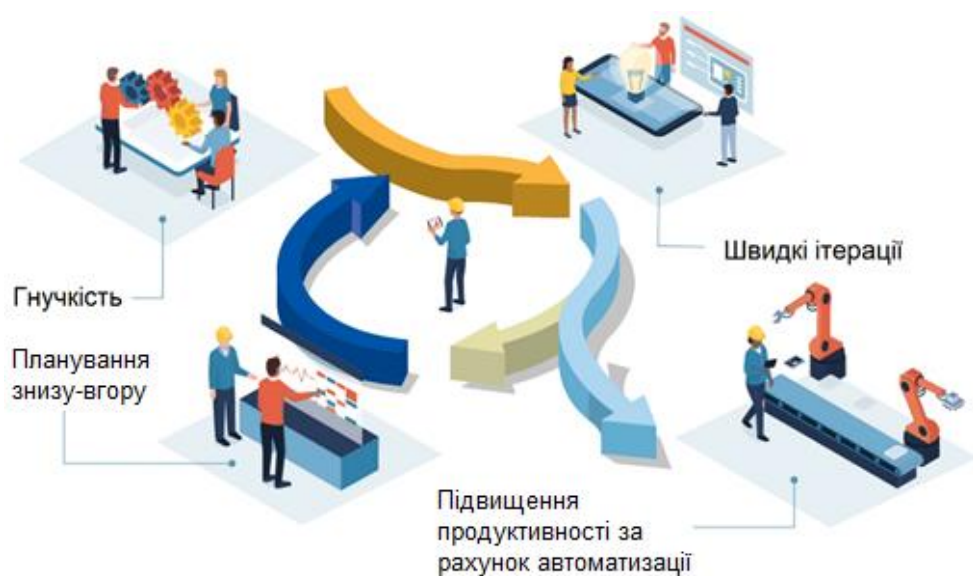 Швидкі ітерації
Гнучкість
Планування
знизу-вгору
Підвищення
продуктивності за
рахунок автоматизації